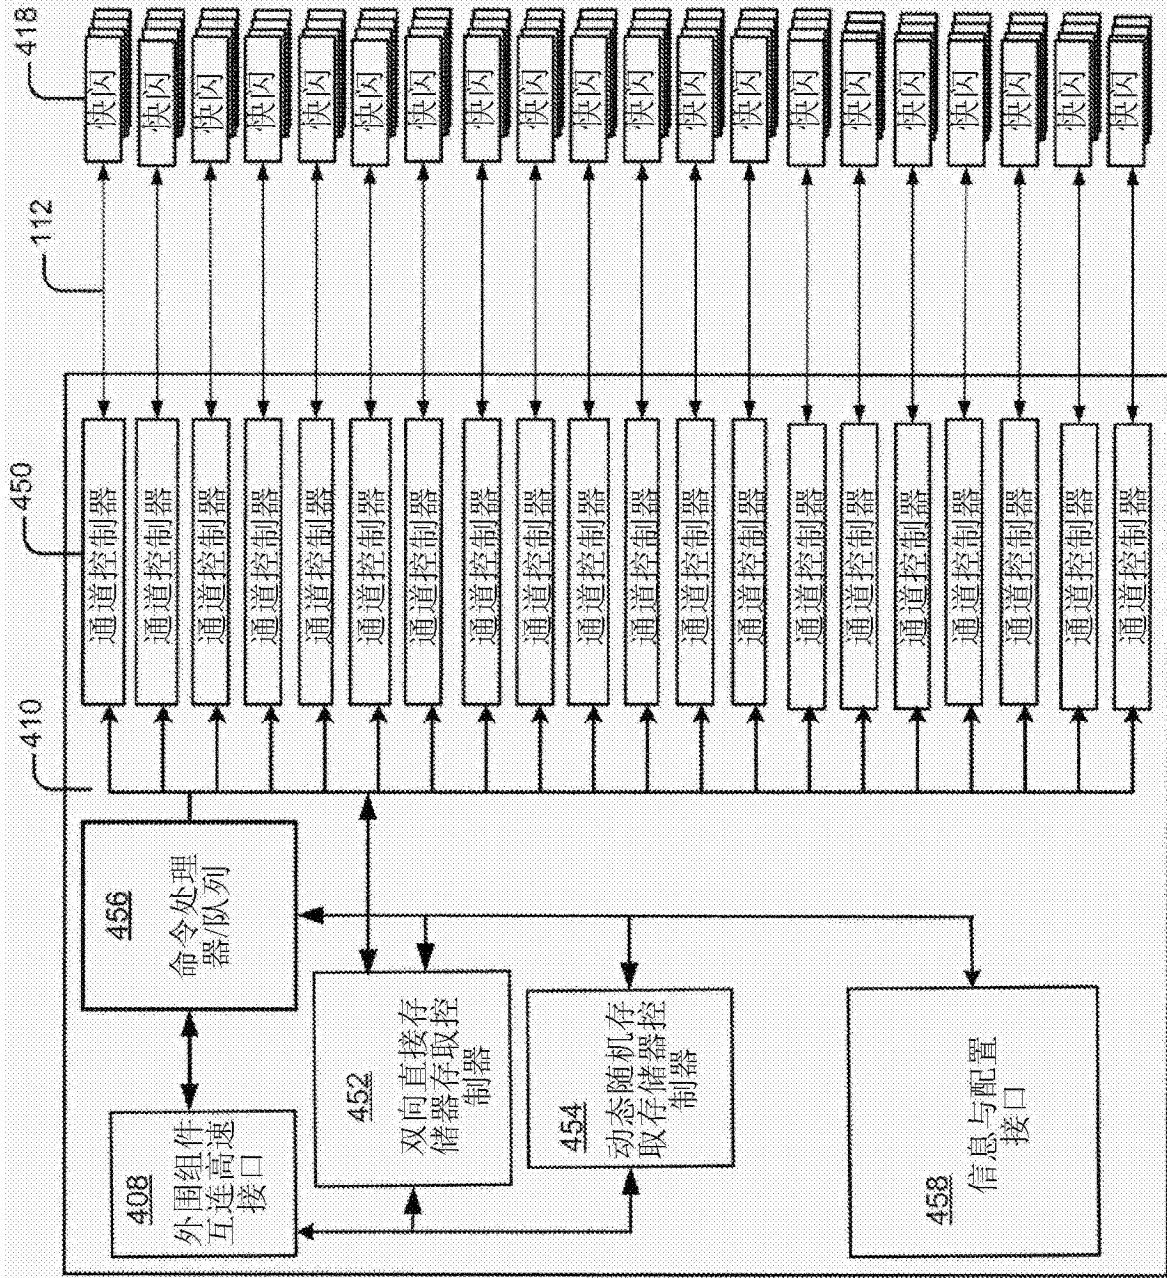 410
450
112
418
408
外围组件
互连高速
接口
456
命令处理
器/队列
452
双向直接存
储器存取控
制器
454
动态随机存
取存储器控
制器
458
信息与配置
接口
通道控制器
快闪
通道控制器
快闪
通道控制器
快闪
通道控制器
快闪
通道控制器
快闪
通道控制器
快闪
通道控制器
快闪
通道控制器
快闪
通道控制器
快闪
通道控制器
快闪
通道控制器
快闪
通道控制器
快闪
通道控制器
快闪
通道控制器
快闪
通道控制器
快闪
通道控制器
快闪
通道控制器
快闪
通道控制器
快闪
通道控制器
快闪
通道控制器
快闪